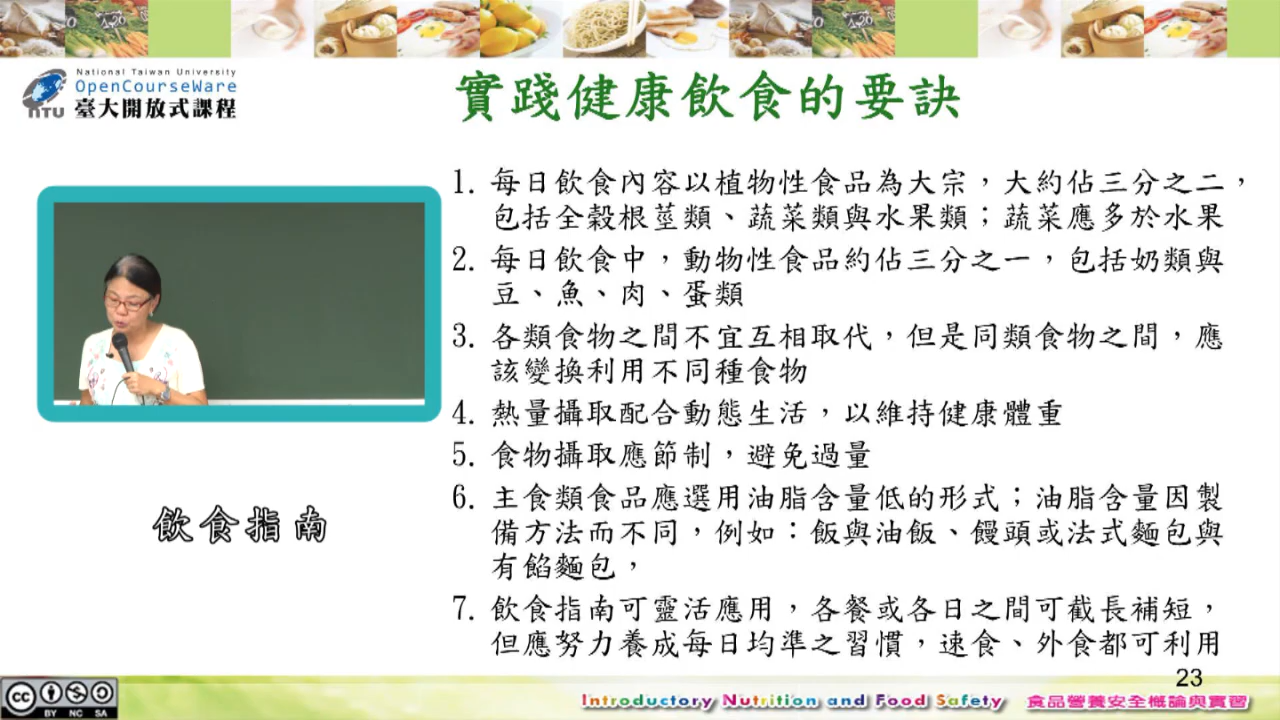 National Taiwan University
OpenCourseWare
NTU 臺大開放式課程
實踐健康飲食的要訣
1. 每日飲食內容以植物性食品為大宗，大約佔三分之二，
包括全穀根莖類、蔬菜類與水果類；蔬菜應多於水果
2. 每日飲食中，動物性食品約佔三分之一，包括奶類與
豆、魚、肉、蛋類
3. 各類食物之間不宜互相取代，但是同類食物之間，應
該變換利用不同種食物
4. 熱量攝取配合動態生活，以維持健康體重
5. 食物攝取應節制，避免過量
6. 主食類食品應選用油脂含量低的形式；油脂含量因製
備方法而不同，例如：飯與油飯、饅頭或法式麵包與
有餡麵包，
7. 飲食指南可靈活應用，各餐或各日之間可截長補短，
但應努力養成每日均準之習慣，速食、外食都可利用
飲食指南
23
cc BY NC SA
Introductory Nutrition and Food Safety 食品營養安全概論與實習